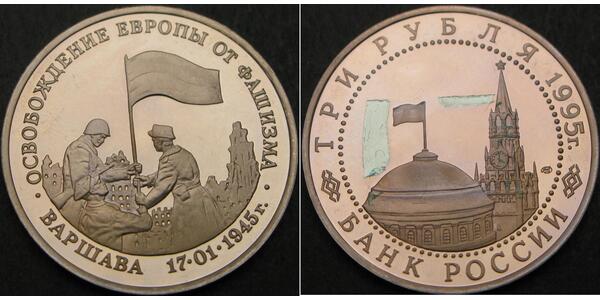 ОСВОБОЖДЕНИЕ ЕВРОПЫ ОТ ФАШИЗМА
ВАРШАВА 17·01·1945г.
ТРИ РУБЛЯ 1995г.
БАНК РОССИИ